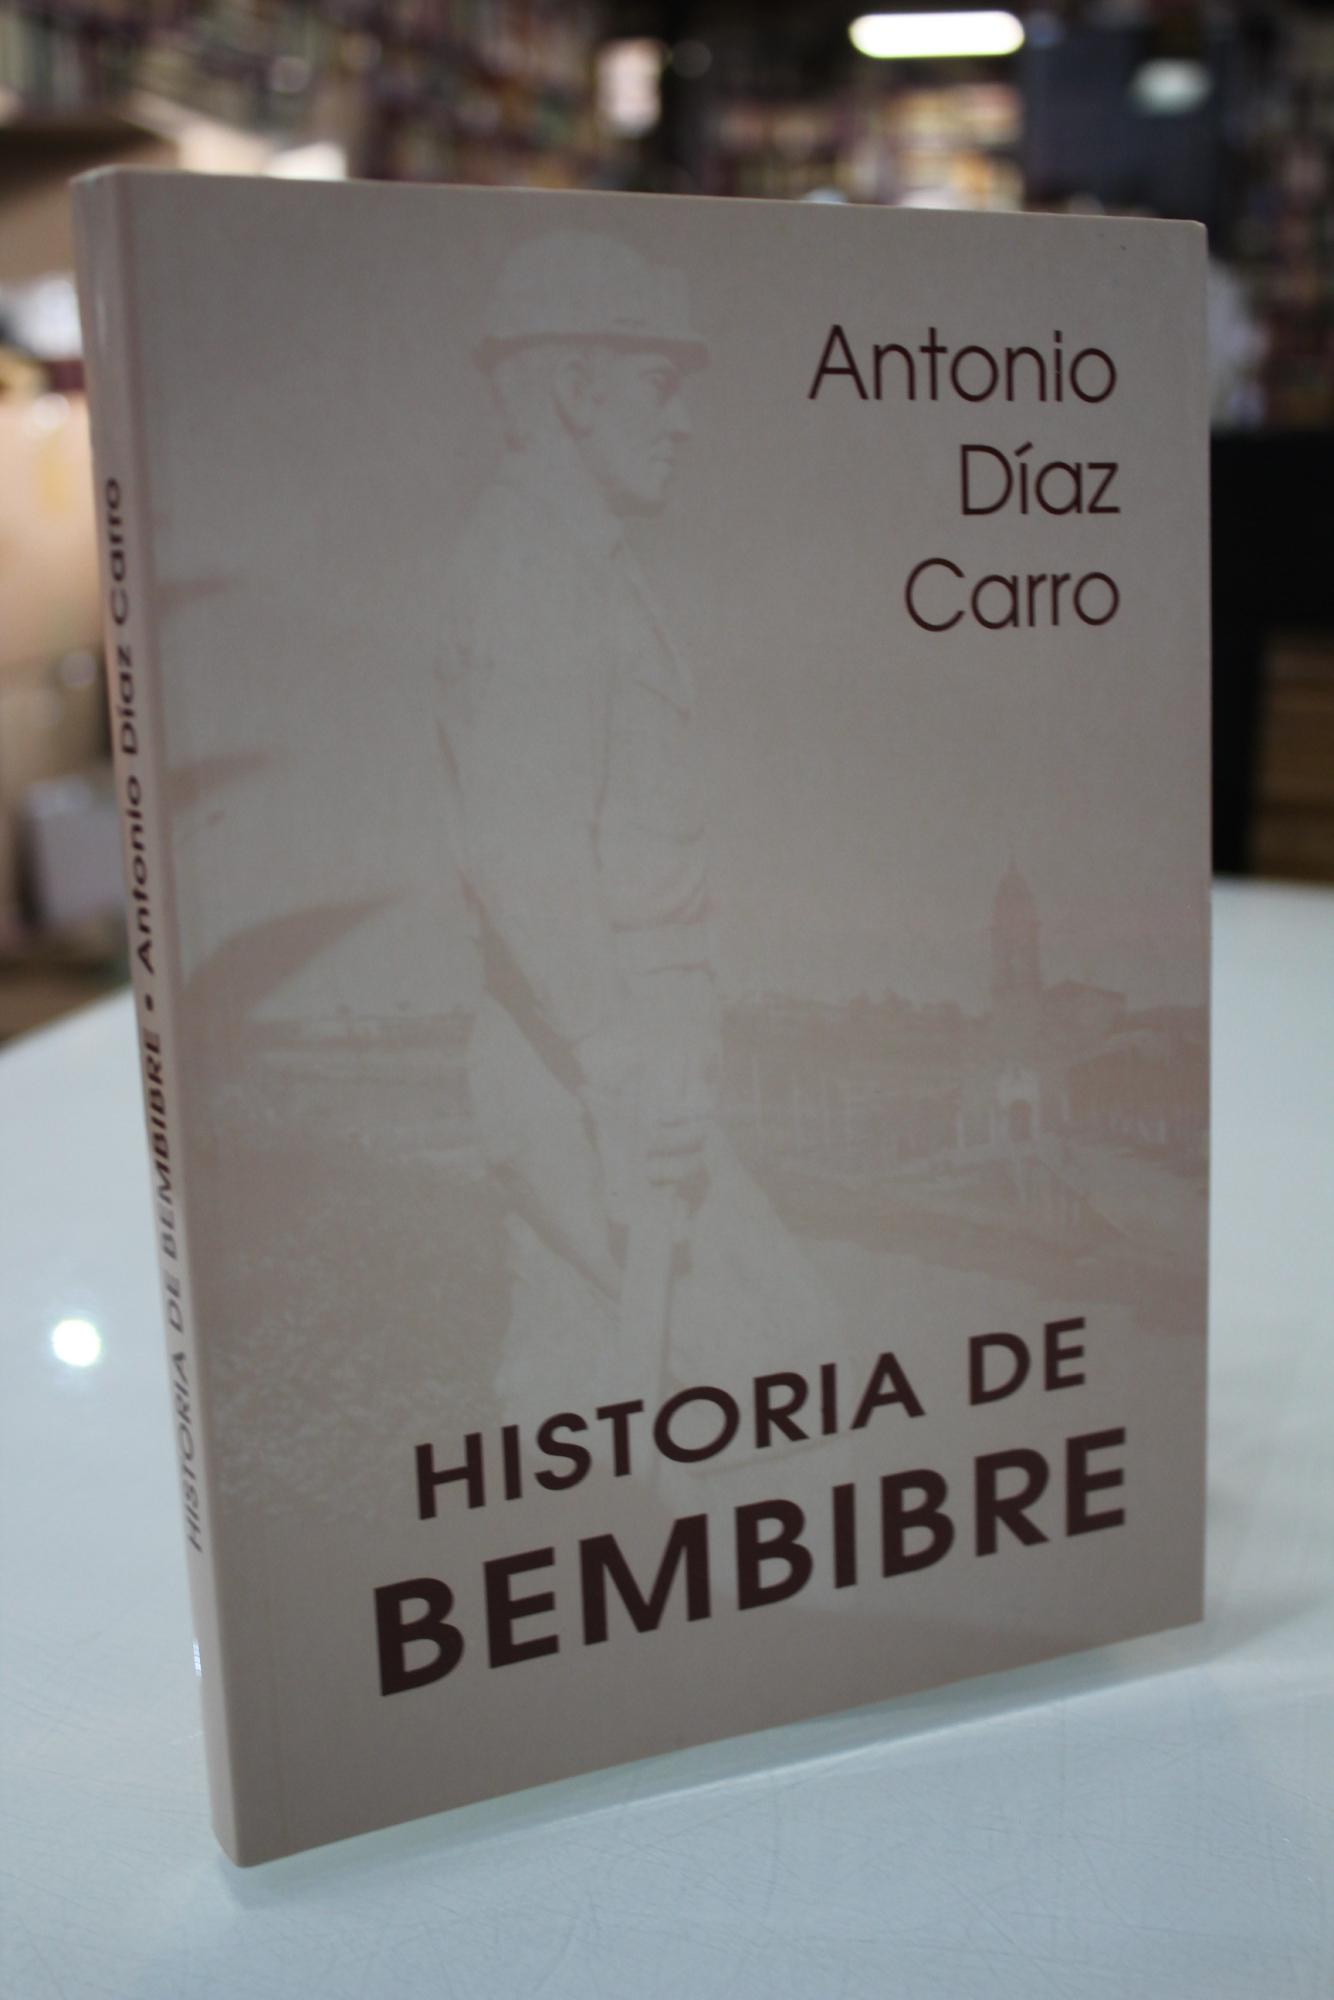 Antonio
Díaz
Carro
HISTORIA DE
BEMBIBRE
HISTORIA DE BEMBIBRE • Antonio Díaz Carro